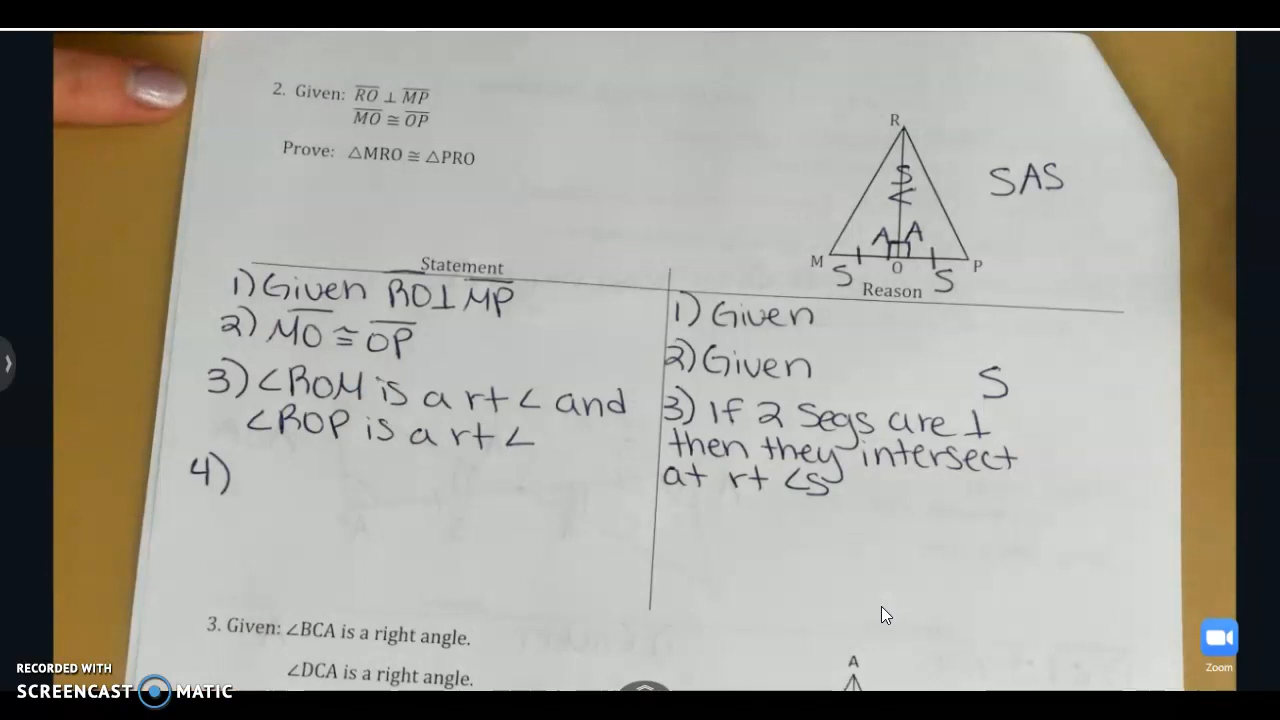 2. Given: RO ⊥ MP
MO ≅ OP
Prove: △MRO ≅ △PRO
R
S
SAS
A A
M O P
S S
Statement
Reason
1) Given RO ⊥ MP
1) Given
2) MO ≅ OP
2) Given
S
3) ∠ROM is a rt ∠ and
∠ROP is a rt ∠
3) If 2 segs are ⊥
then they intersect
at rt ∠s
4)
3. Given: ∠BCA is a right angle.
∠DCA is a right angle.
A
RECORDED WITH
SCREENCAST MATIC
Zoom